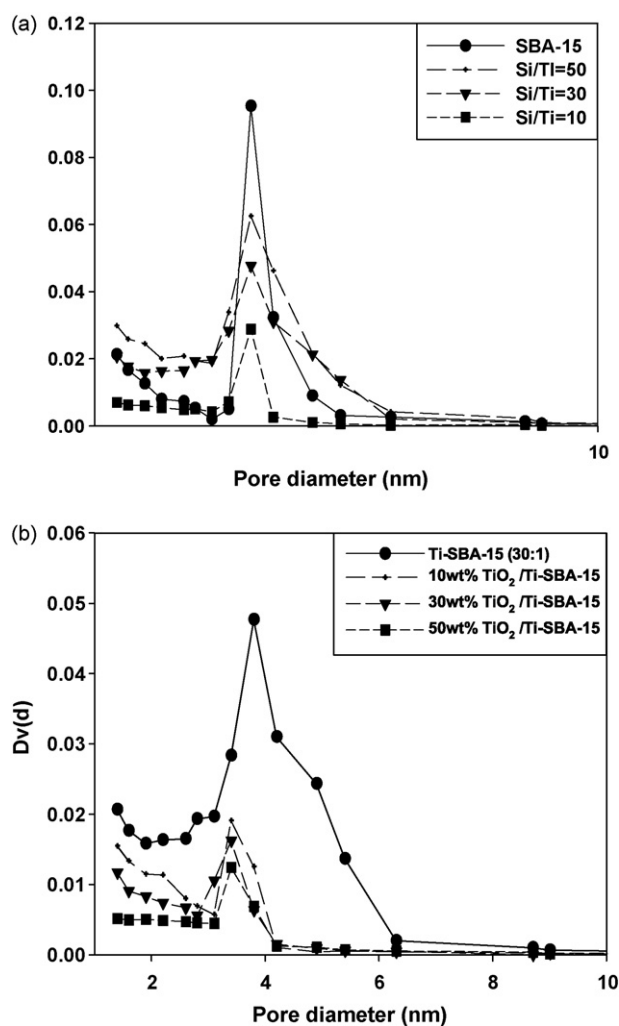 (a)
0.12
0.10
0.08
0.06
0.04
0.02
0.00
SBA-15
Si/TI=50
Si/Ti=30
Si/Ti=10
10
Pore diameter (nm)
(b)
0.06
0.05
0.04
0.03
0.02
0.01
0.00
Dv(d)
Ti-SBA-15 (30:1)
10wt% TiO₂ /Ti-SBA-15
30wt% TiO₂ /Ti-SBA-15
50wt% TiO₂ /Ti-SBA-15
2 4 6 8 10
Pore diameter (nm)